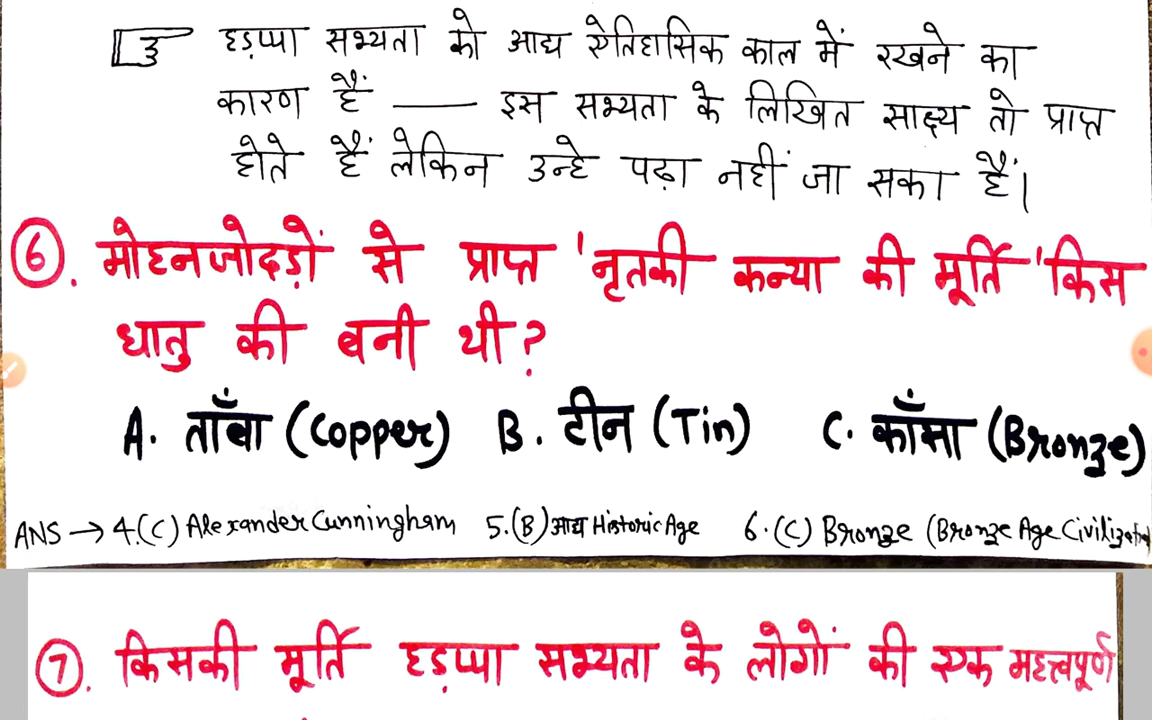 3 हड़प्पा सभ्यता को आद्य ऐतिहासिक काल में रखने का
कारण हैं — इस सभ्यता के लिखित साक्ष्य तो प्राप्त
होते हैं लेकिन उन्हे पढ़ा नहीं जा सका हैं।
6. मोहनजोदड़ों से प्राप्त 'नृतकी कन्या की मूर्ति' किस
धातु की बनी थी?
A. ताँबा (Copper) B. टीन (Tin) C. काँसा (Bronze)
ANS → 4.(C) Alexander Cunningham 5.(B) आद्य Historic Age 6.(C) Bronze (Bronze Age Civilization
7. किसकी मूर्ति हड़प्पा सभ्यता के लोगों की एक महत्वपूर्ण